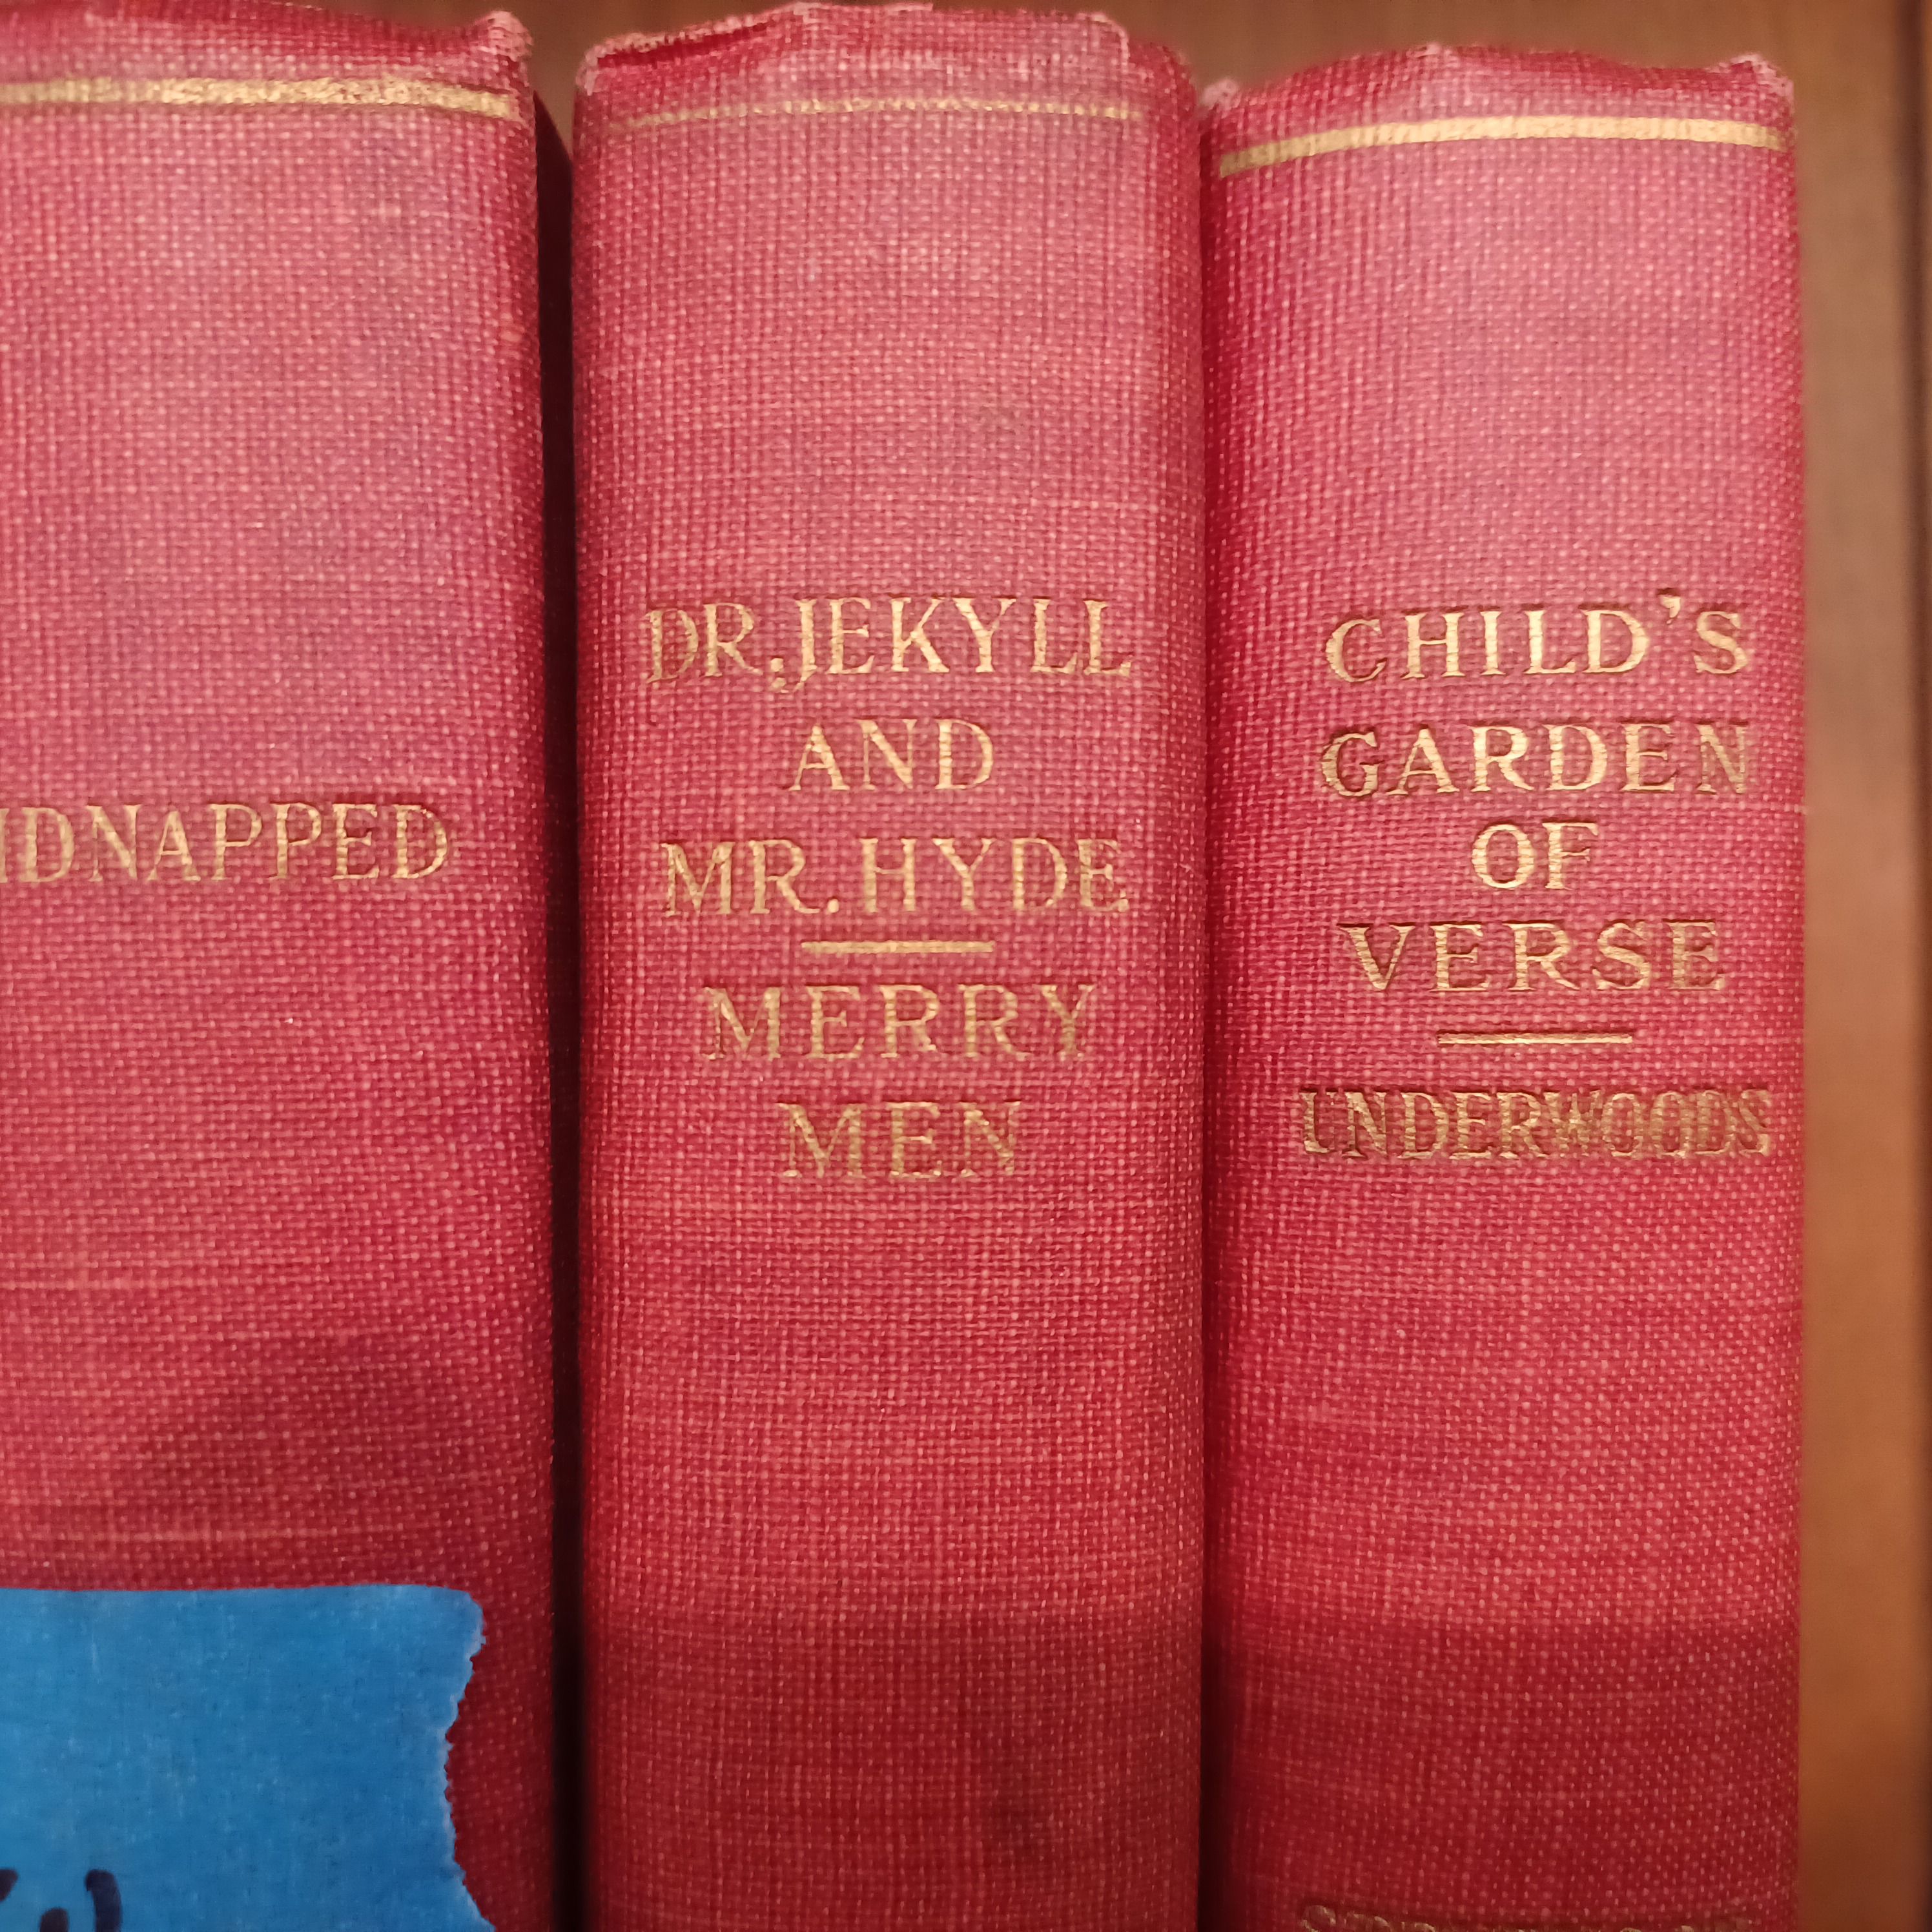 IDNAPPED
DR. JEKYLL
AND
MR. HYDE
MERRY
MEN
CHILD'S
GARDEN
OF
VERSE
UNDERWOODS